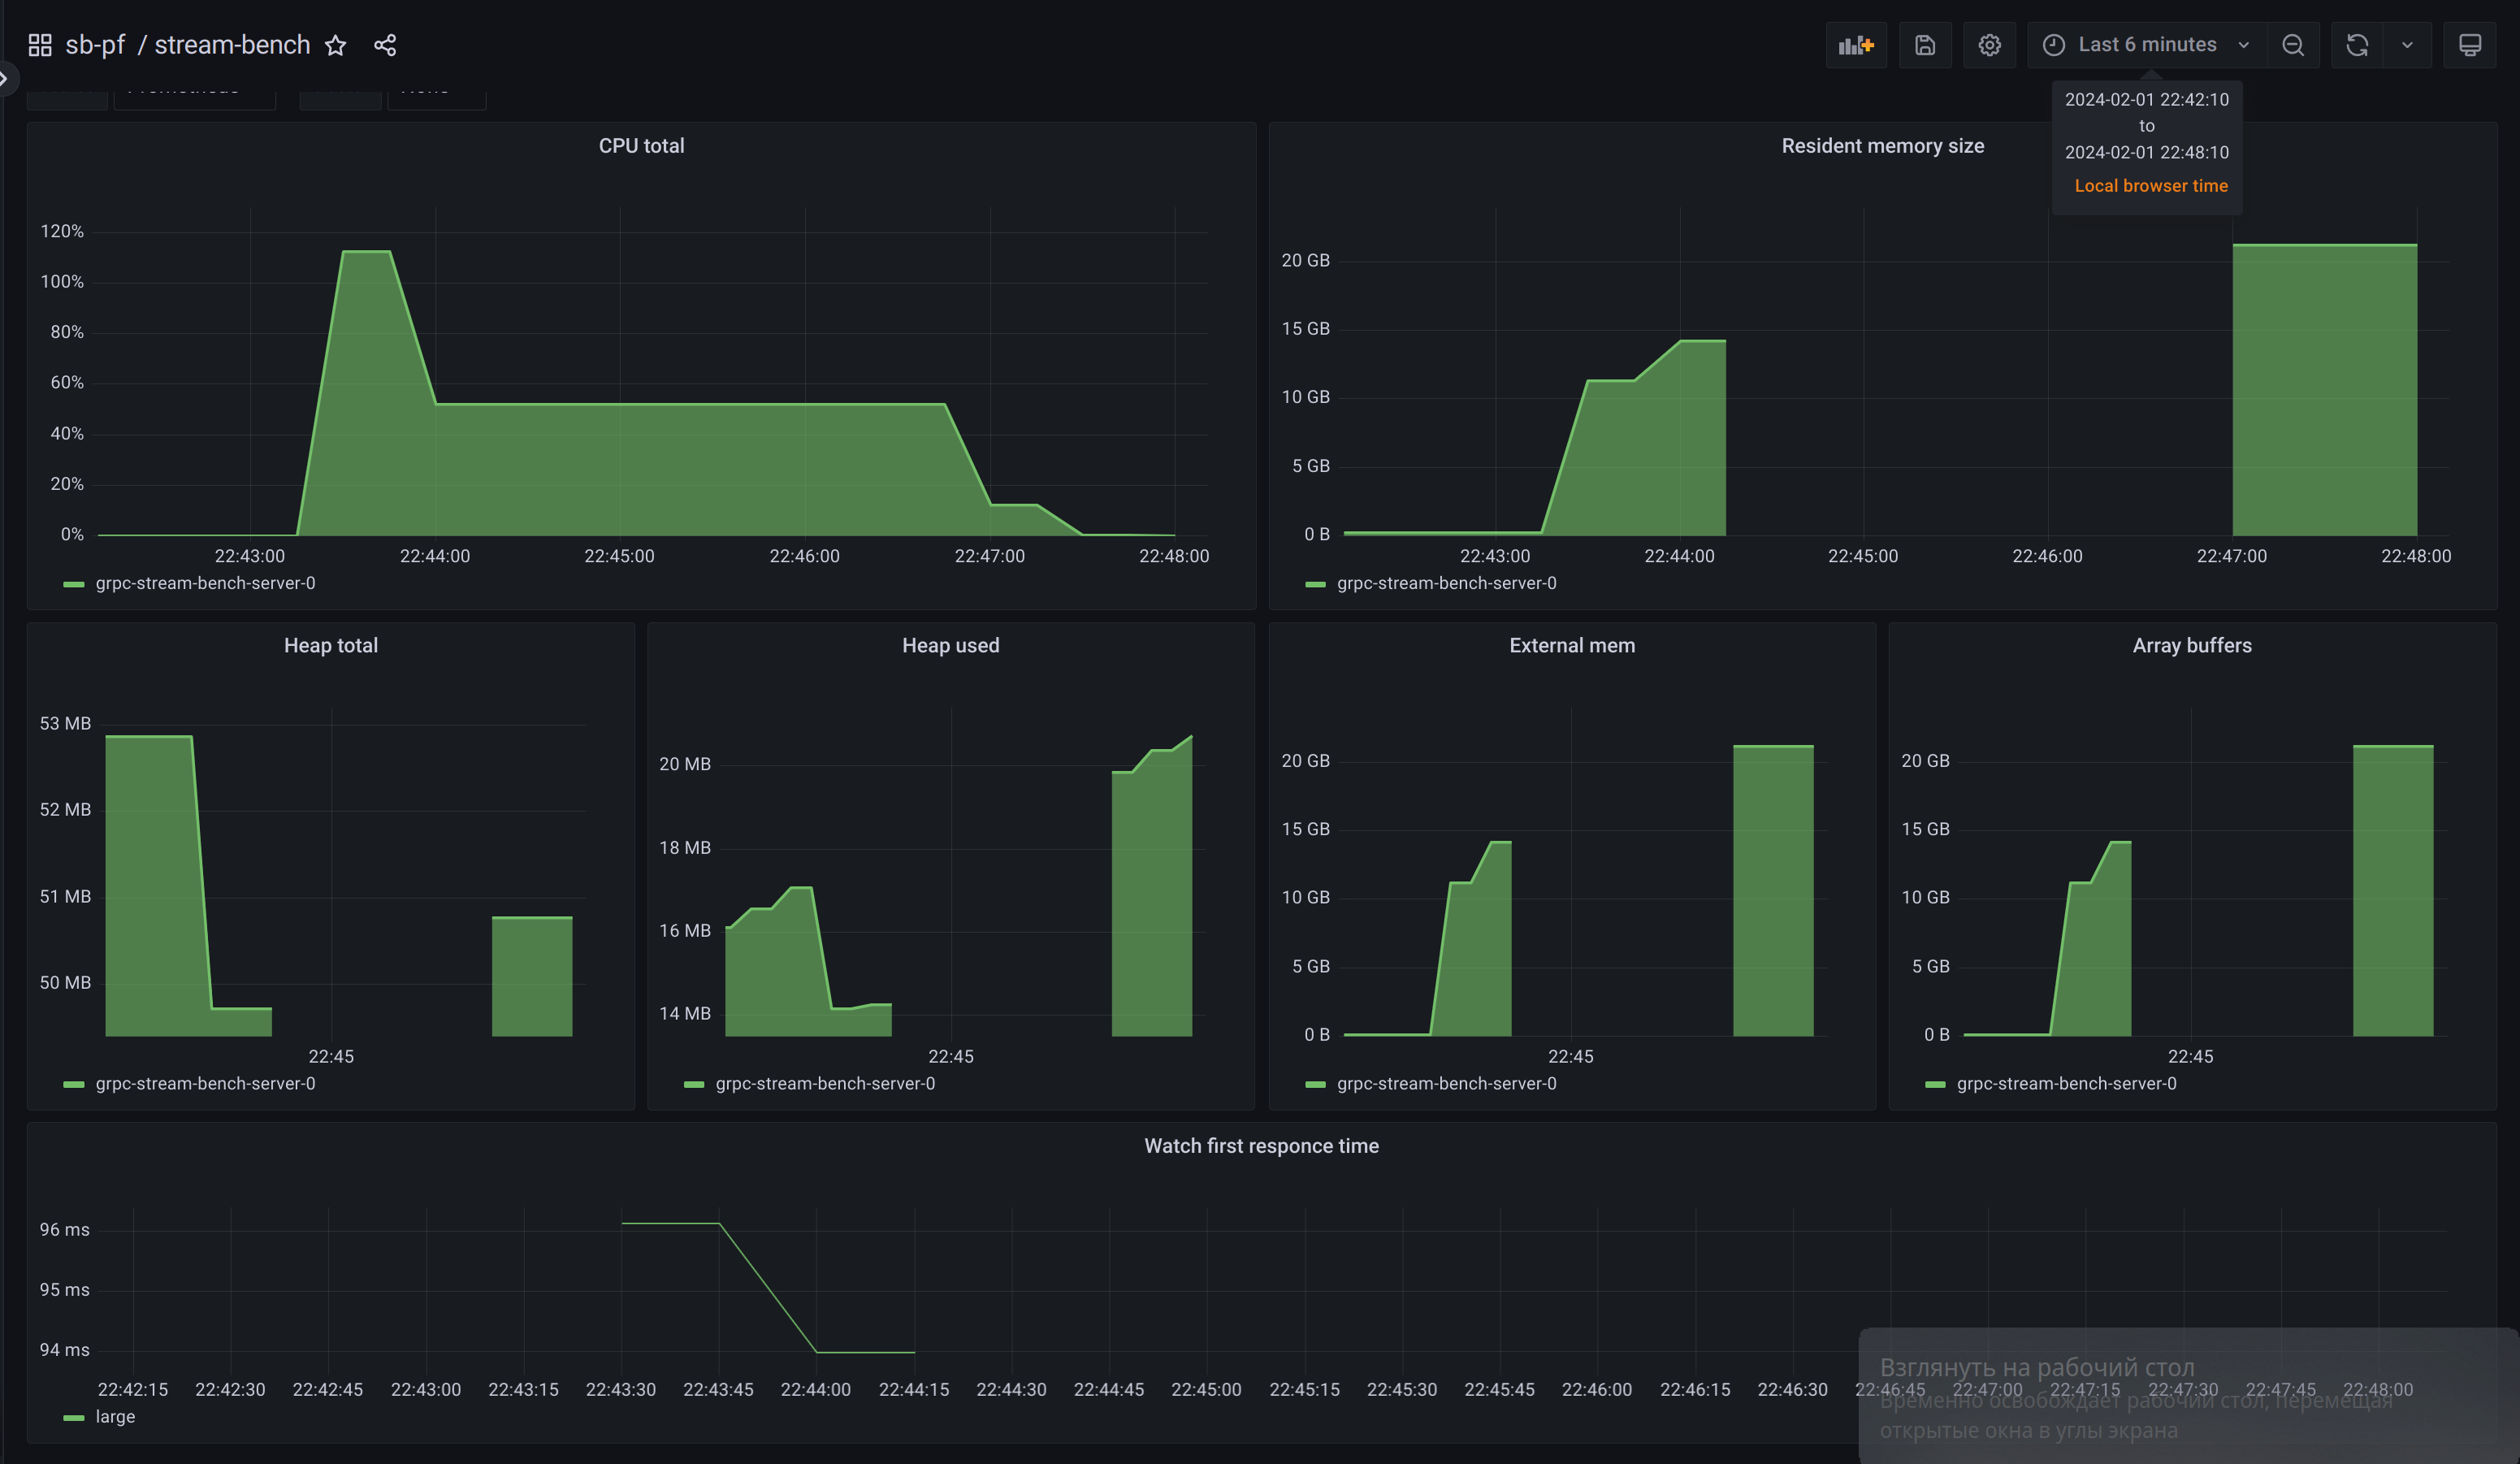 sb-pf / stream-bench
Last 6 minutes
2024-02-01 22:42:10
to
2024-02-01 22:48:10
Local browser time
CPU total
120%
100%
80%
60%
40%
20%
0%
22:43:00 22:44:00 22:45:00 22:46:00 22:47:00 22:48:00
grpc-stream-bench-server-0
Resident memory size
20 GB
15 GB
10 GB
5 GB
0 B
22:43:00 22:44:00 22:45:00 22:46:00 22:47:00 22:48:00
grpc-stream-bench-server-0
Heap total
53 MB
52 MB
51 MB
50 MB
22:45
grpc-stream-bench-server-0
Heap used
20 MB
18 MB
16 MB
14 MB
22:45
grpc-stream-bench-server-0
External mem
20 GB
15 GB
10 GB
5 GB
0 B
22:45
grpc-stream-bench-server-0
Array buffers
20 GB
15 GB
10 GB
5 GB
0 B
22:45
grpc-stream-bench-server-0
Watch first responce time
96 ms
95 ms
94 ms
22:42:15 22:42:30 22:42:45 22:43:00 22:43:15 22:43:30 22:43:45 22:44:00 22:44:15 22:44:30 22:44:45 22:45:00 22:45:15 22:45:30 22:45:45 22:46:00 22:46:15 22:46:30 22:46:45 22:47:00 22:47:15 22:47:30 22:47:45 22:48:00
large
Взглянуть на рабочий стол
Временно освобождает рабочий стол, перемещая
открытые окна в углы экрана